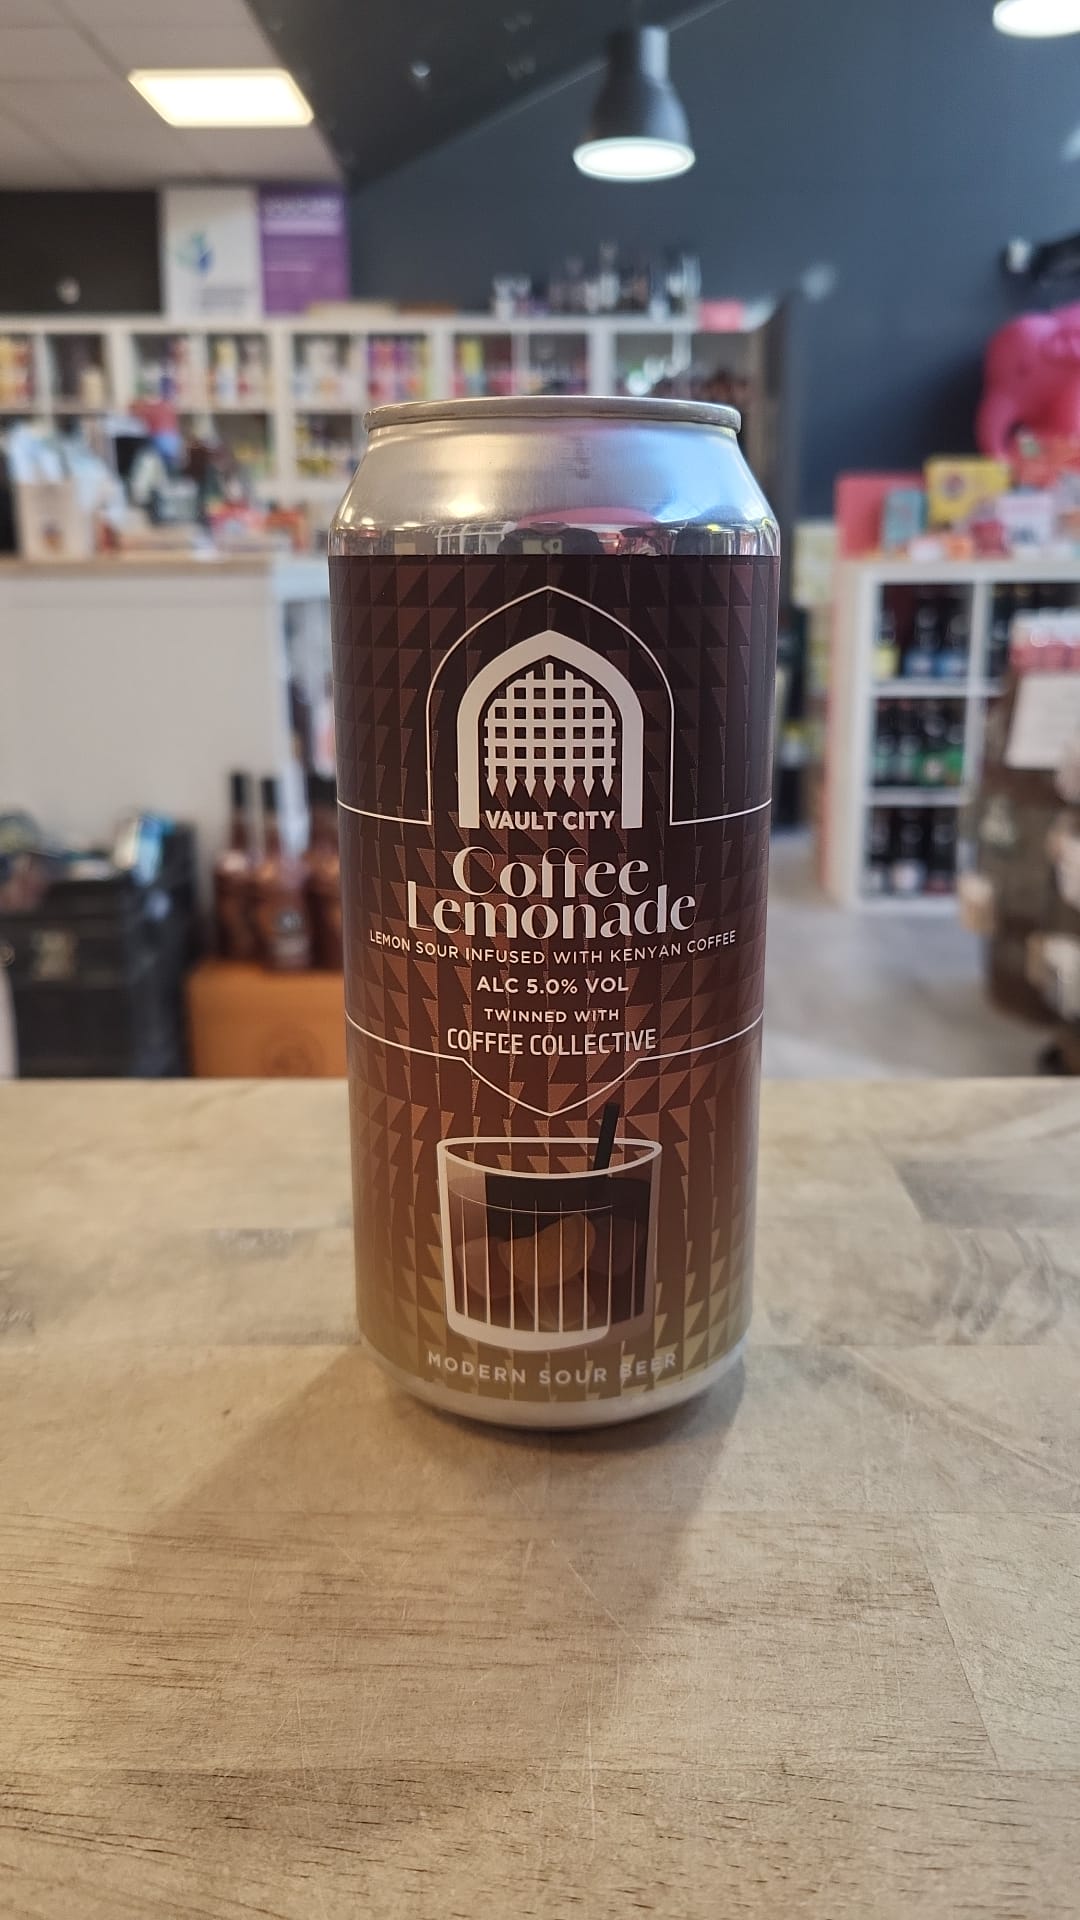 VAULT CITY
Coffee
Lemonade
LEMON SOUR INFUSED WITH KENYAN COFFEE
ALC 5.0% VOL
TWINNED WITH
COFFEE COLLECTIVE
MODERN SOUR BEER